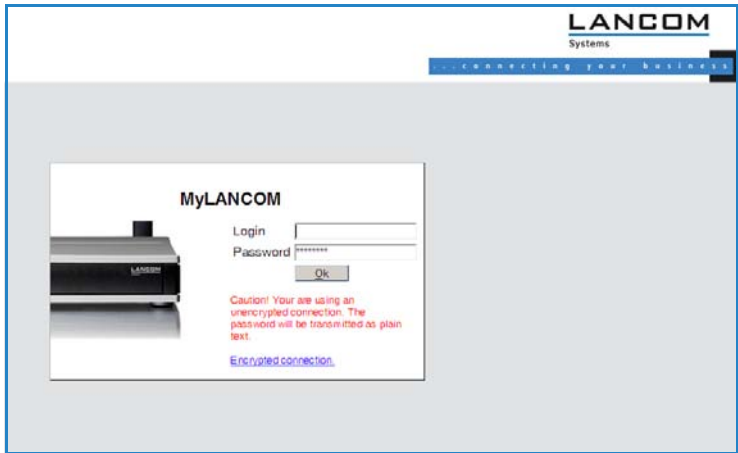 LANCOM
Systems
...connecting your business
MyLANCOM
Login
Password ********
Ok
Caution! Your are using an
unencrypted connection. The
password will be transmitted as plain
text.
Encrypted connection.
LANCOM